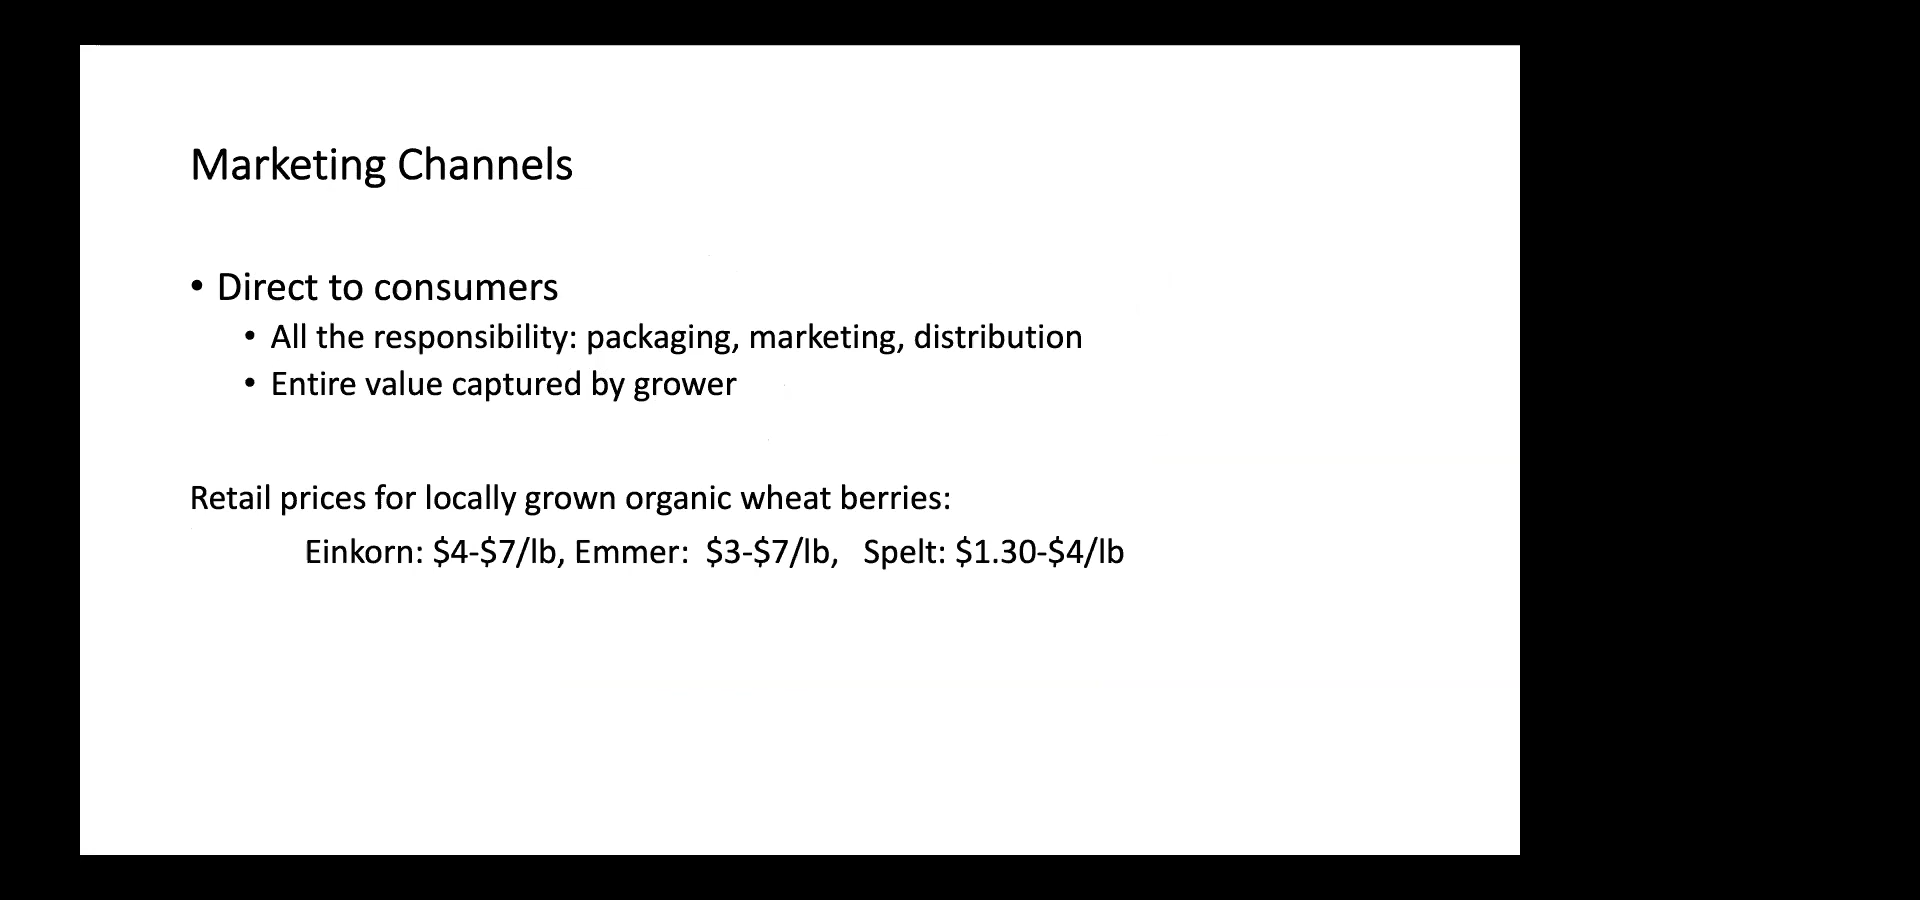 Marketing Channels
• Direct to consumers
• All the responsibility: packaging, marketing, distribution
• Entire value captured by grower
Retail prices for locally grown organic wheat berries:
Einkorn: $4-$7/lb, Emmer:  $3-$7/lb,   Spelt: $1.30-$4/lb